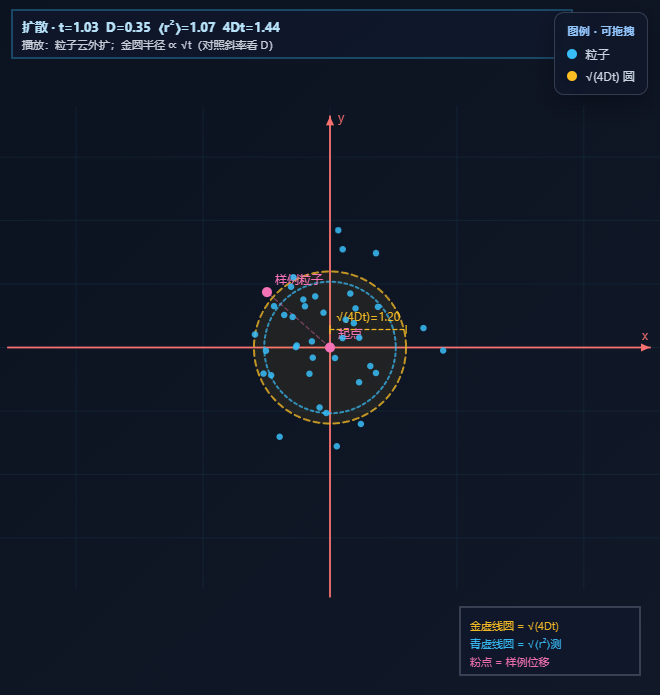 扩散 · t=1.03 D=0.35 ⟨r²⟩=1.07 4Dt=1.44
播放：粒子云外扩；金圆半径 ∝ √t（对照斜率看 D）
图例 · 可拖拽
粒子
√(4Dt) 圆
y
样例粒子
√(4Dt)=1.20
起点
x
金虚线圆 = √(4Dt)
青虚线圆 = √⟨r²⟩测
粉点 = 样例位移